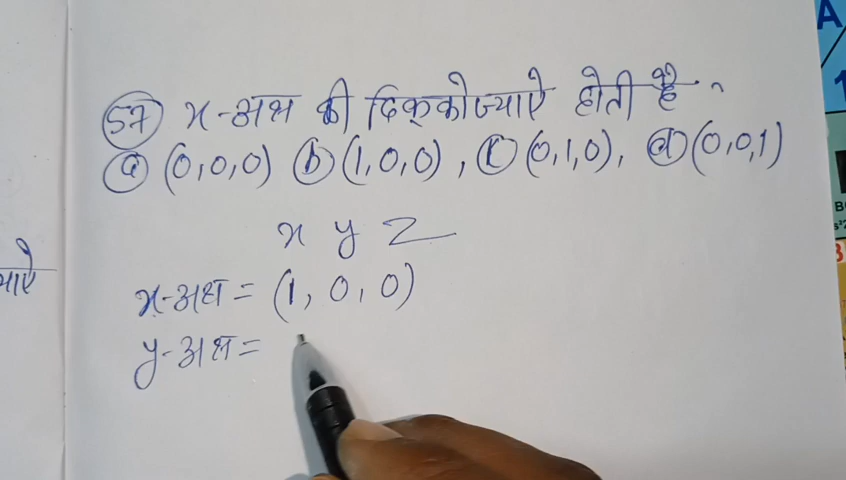 57 x-अक्ष की दिक्कोज्याऐ होती है
(a) (0,0,0) (b) (1,0,0), (c) (0,1,0), (d) (0,0,1)
x y z
x-अक्ष = (1, 0, 0)
y-अक्ष =